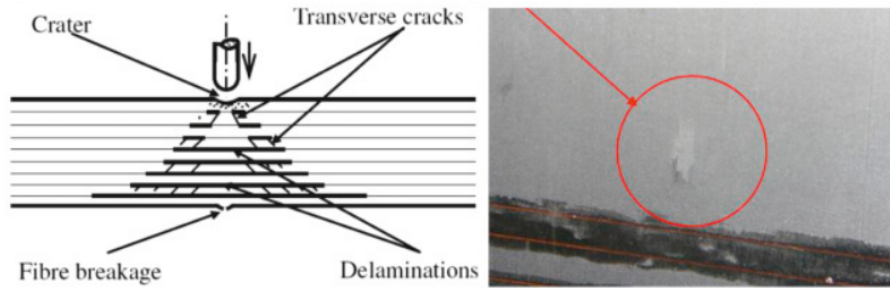 Crater
Transverse cracks
Fibre breakage
Delaminations